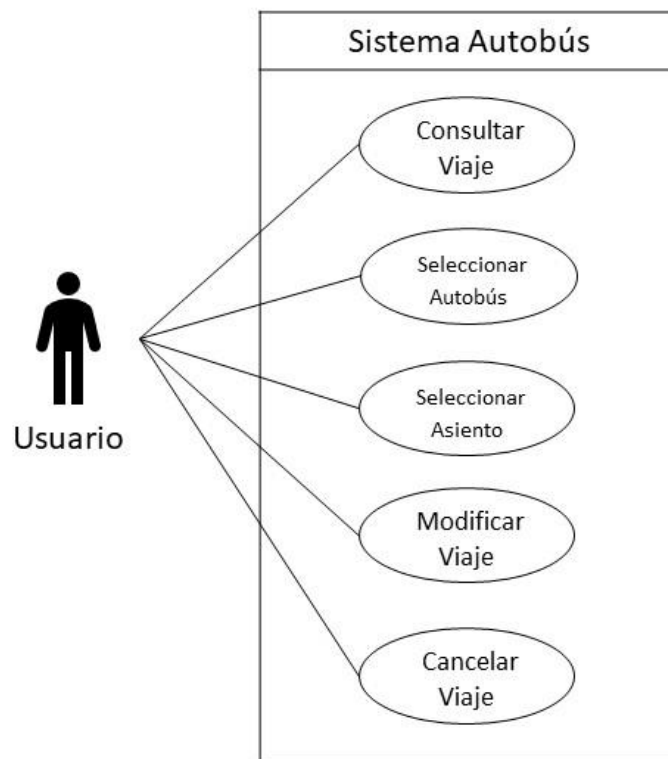 Sistema Autobús
Consultar
Viaje
Seleccionar
Autobús
Seleccionar
Asiento
Usuario
Modificar
Viaje
Cancelar
Viaje